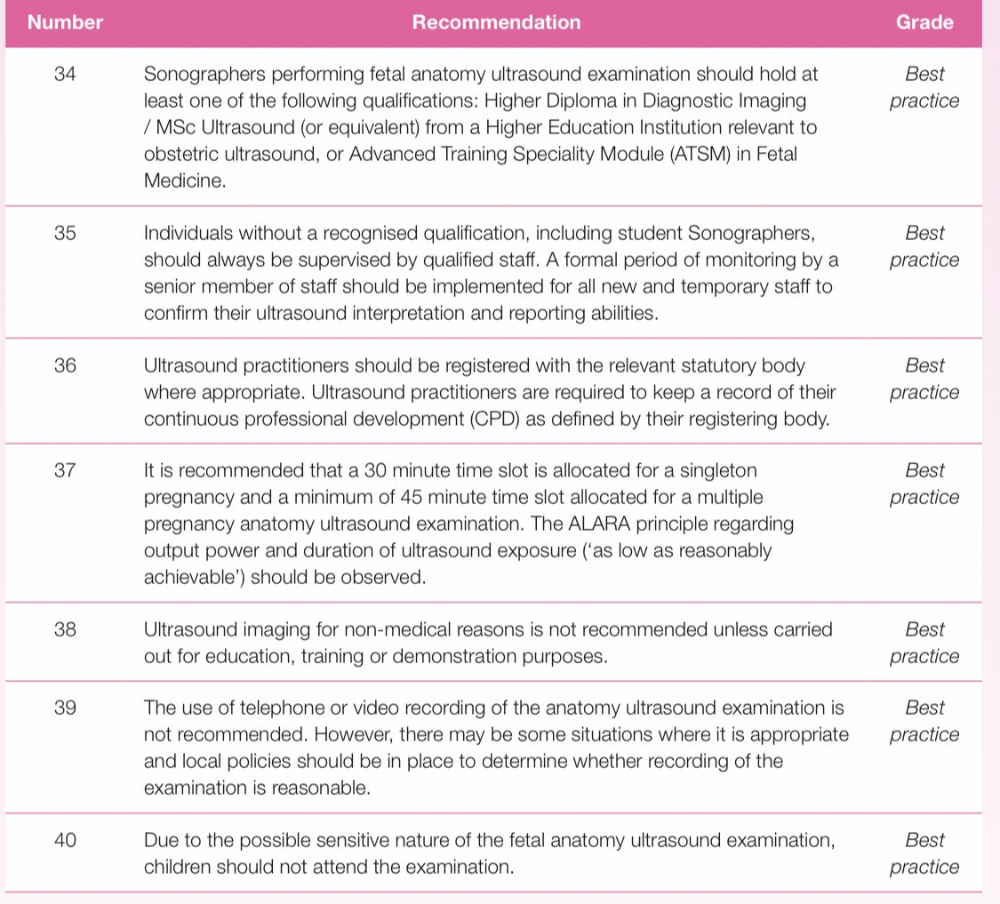 Number Recommendation Grade
34 Sonographers performing fetal anatomy ultrasound examination should hold at Best
least one of the following qualifications: Higher Diploma in Diagnostic Imaging practice
/ MSc Ultrasound (or equivalent) from a Higher Education Institution relevant to
obstetric ultrasound, or Advanced Training Speciality Module (ATSM) in Fetal
Medicine.
35 Individuals without a recognised qualification, including student Sonographers, Best
should always be supervised by qualified staff. A formal period of monitoring by a practice
senior member of staff should be implemented for all new and temporary staff to
confirm their ultrasound interpretation and reporting abilities.
36 Ultrasound practitioners should be registered with the relevant statutory body Best
where appropriate. Ultrasound practitioners are required to keep a record of their practice
continuous professional development (CPD) as defined by their registering body.
37 It is recommended that a 30 minute time slot is allocated for a singleton Best
pregnancy and a minimum of 45 minute time slot allocated for a multiple practice
pregnancy anatomy ultrasound examination. The ALARA principle regarding
output power and duration of ultrasound exposure (‘as low as reasonably
achievable’) should be observed.
38 Ultrasound imaging for non-medical reasons is not recommended unless carried Best
out for education, training or demonstration purposes. practice
39 The use of telephone or video recording of the anatomy ultrasound examination is Best
not recommended. However, there may be some situations where it is appropriate practice
and local policies should be in place to determine whether recording of the
examination is reasonable.
40 Due to the possible sensitive nature of the fetal anatomy ultrasound examination, Best
children should not attend the examination. practice